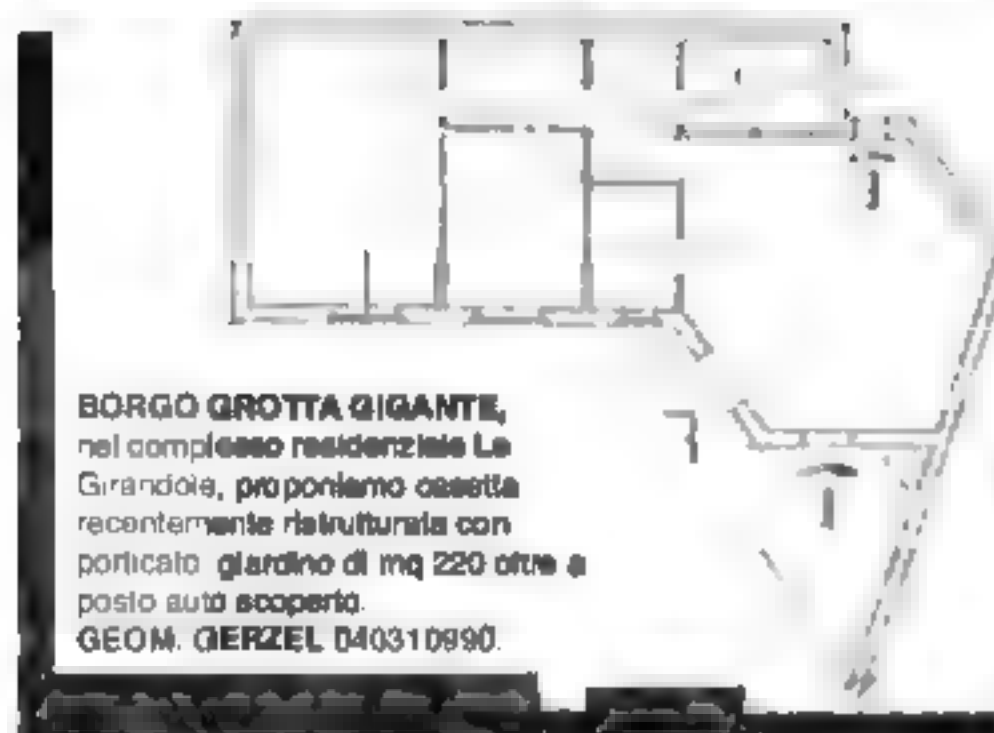 BORGO GROTTA GIGANTE,
nel complesso residenziale Le
Girandole, proponiamo casetta
recentemente ristrutturata con
porticato giardino di mq 220 oltre a
posto auto scoperto.
GEOM. GERZEL 040310990.